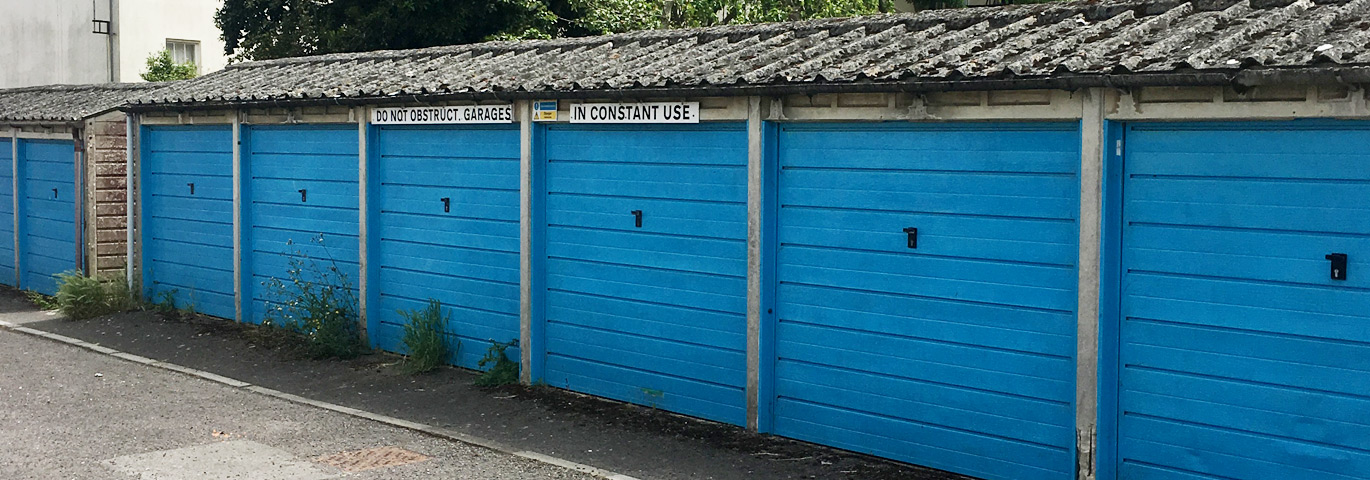 DO NOT OBSTRUCT. GARAGES
.IN CONSTANT USE.